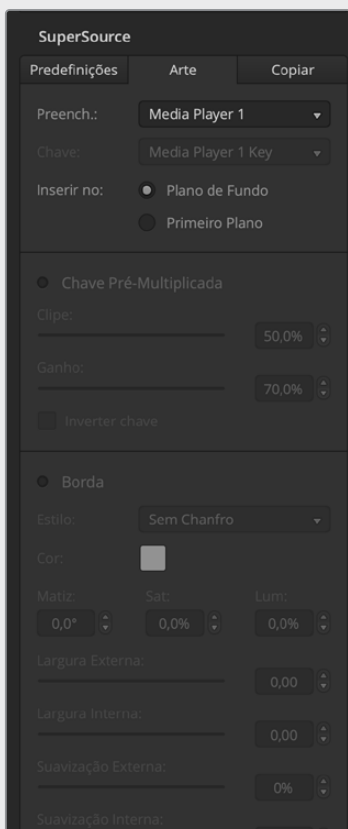 SuperSource
Predefinições Arte Copiar
Preench.: Media Player 1
Chave: Media Player 1 Key
Inserir no: Plano de Fundo
Primeiro Plano
Chave Pré-Multiplicada
Clipe:
50,0%
Ganho:
70,0%
Inverter chave
Borda
Estilo: Sem Chanfro
Cor:
Matiz: Sat: Lum:
0,0° 0,0% 0,0%
Largura Externa:
0,00
Largura Interna:
0,00
Suavização Externa:
0%
Suavização Interna: